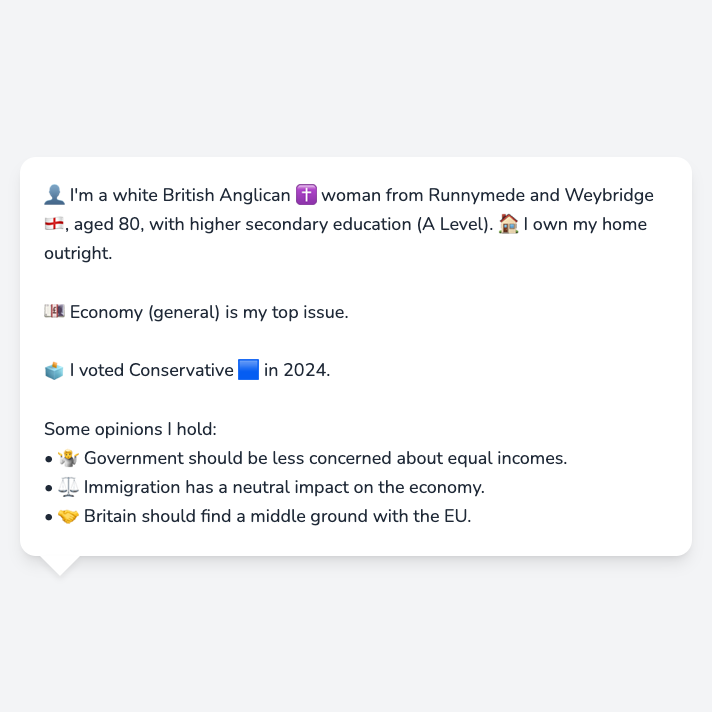 👤 I'm a white British Anglican ✝️ woman from Runnymede and Weybridge
🏴󠁧󠁢󠁥󠁮󠁧󠁿, aged 80, with higher secondary education (A Level). 🏠 I own my home
outright.
💷 Economy (general) is my top issue.
🗳️ I voted Conservative 🟦 in 2024.
Some opinions I hold:
• 🤷 Government should be less concerned about equal incomes.
• ⚖️ Immigration has a neutral impact on the economy.
• 🤝 Britain should find a middle ground with the EU.